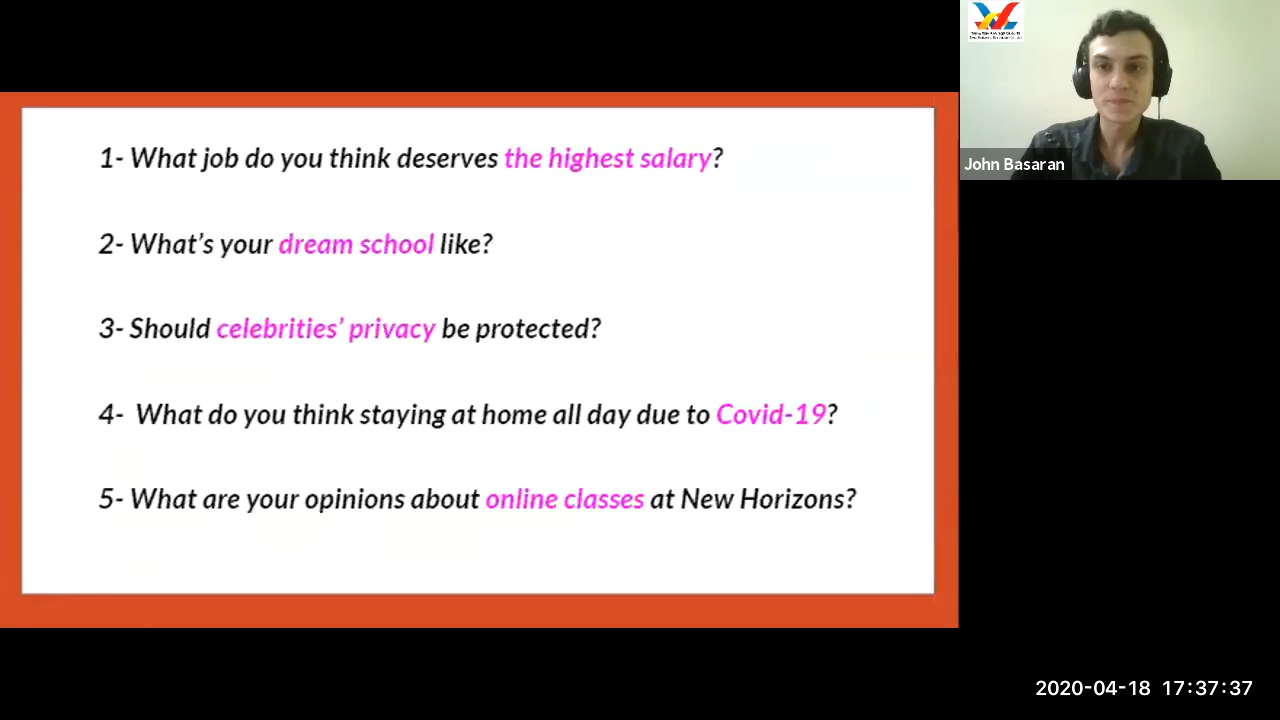 1- What job do you think deserves the highest salary?
2- What's your dream school like?
3- Should celebrities' privacy be protected?
4- What do you think staying at home all day due to Covid-19?
5- What are your opinions about online classes at New Horizons?
John Basaran
2020-04-18 17:37:37